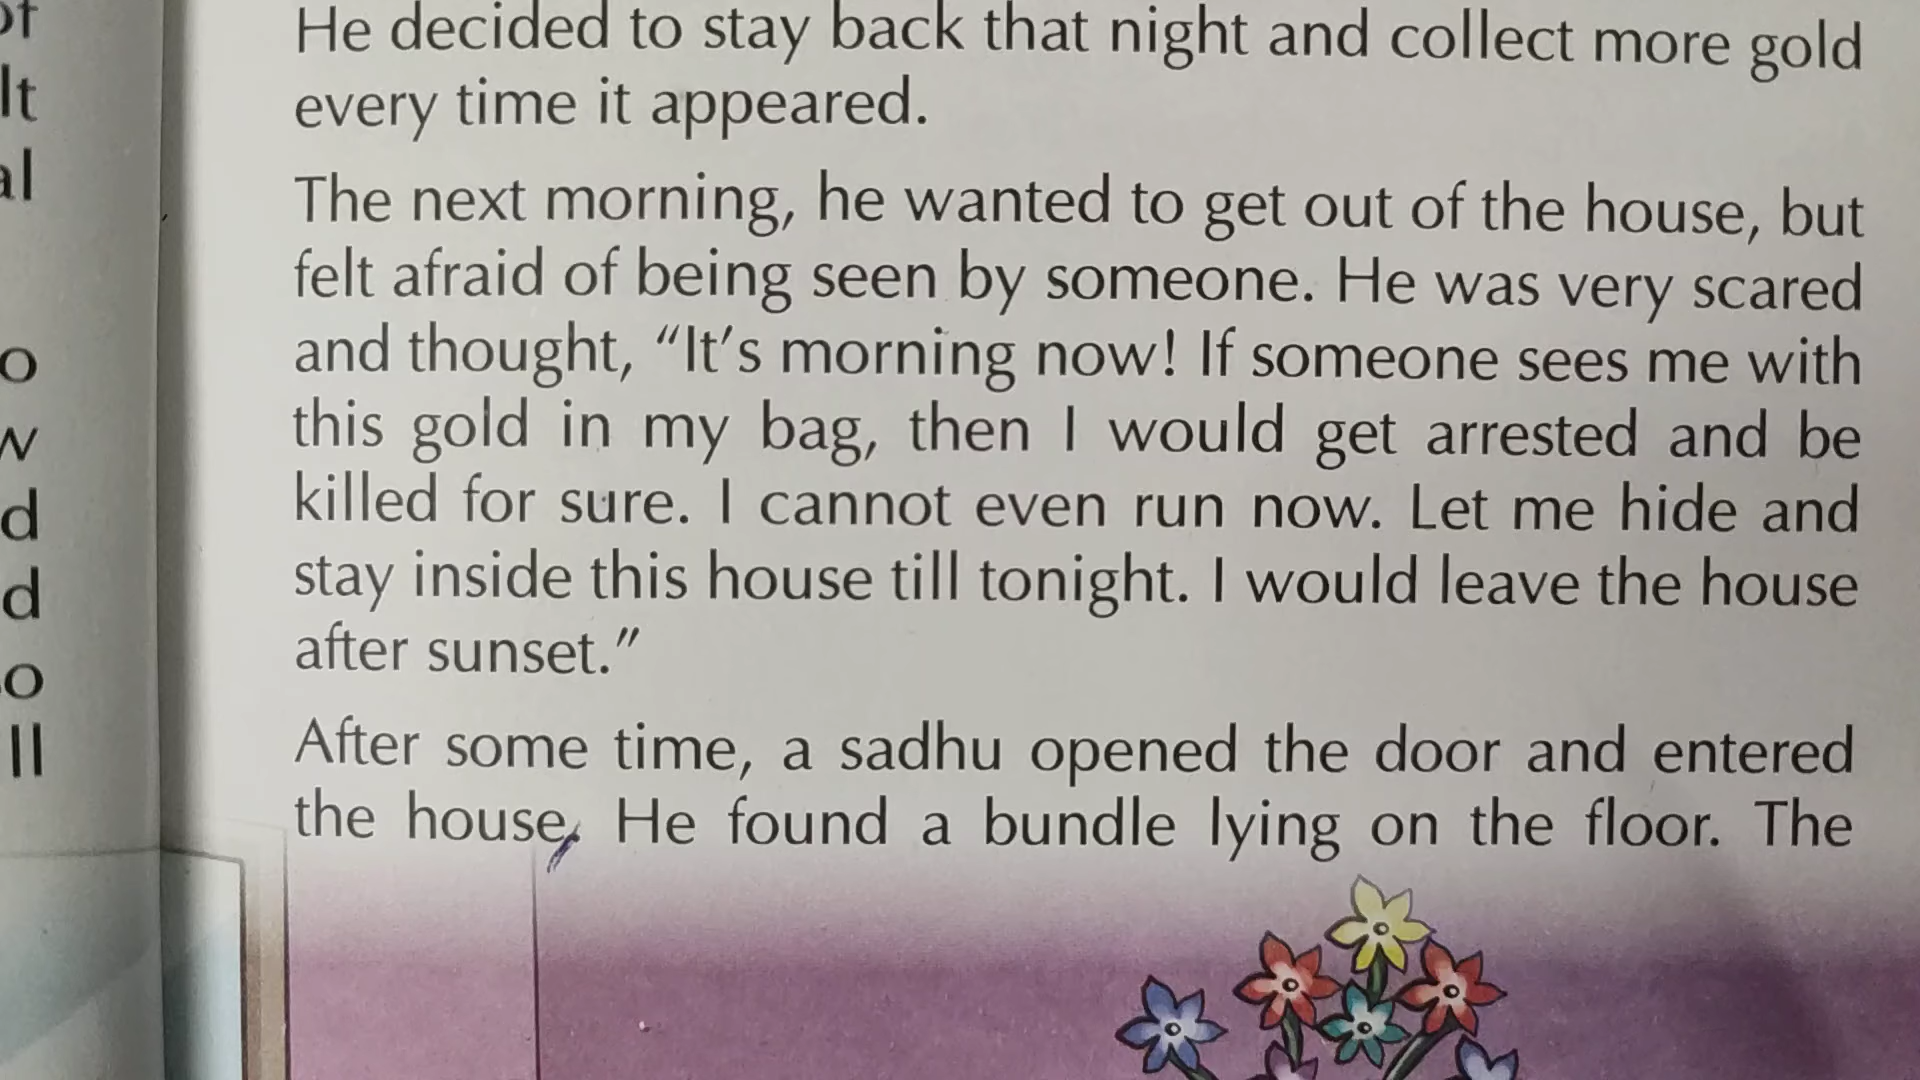 He decided to stay back that night and collect more gold
every time it appeared.
The next morning, he wanted to get out of the house, but
felt afraid of being seen by someone. He was very scared
and thought, “It’s morning now! If someone sees me with
this gold in my bag, then I would get arrested and be
killed for sure. I cannot even run now. Let me hide and
stay inside this house till tonight. I would leave the house
after sunset.”
After some time, a sadhu opened the door and entered
the house. He found a bundle lying on the floor. The